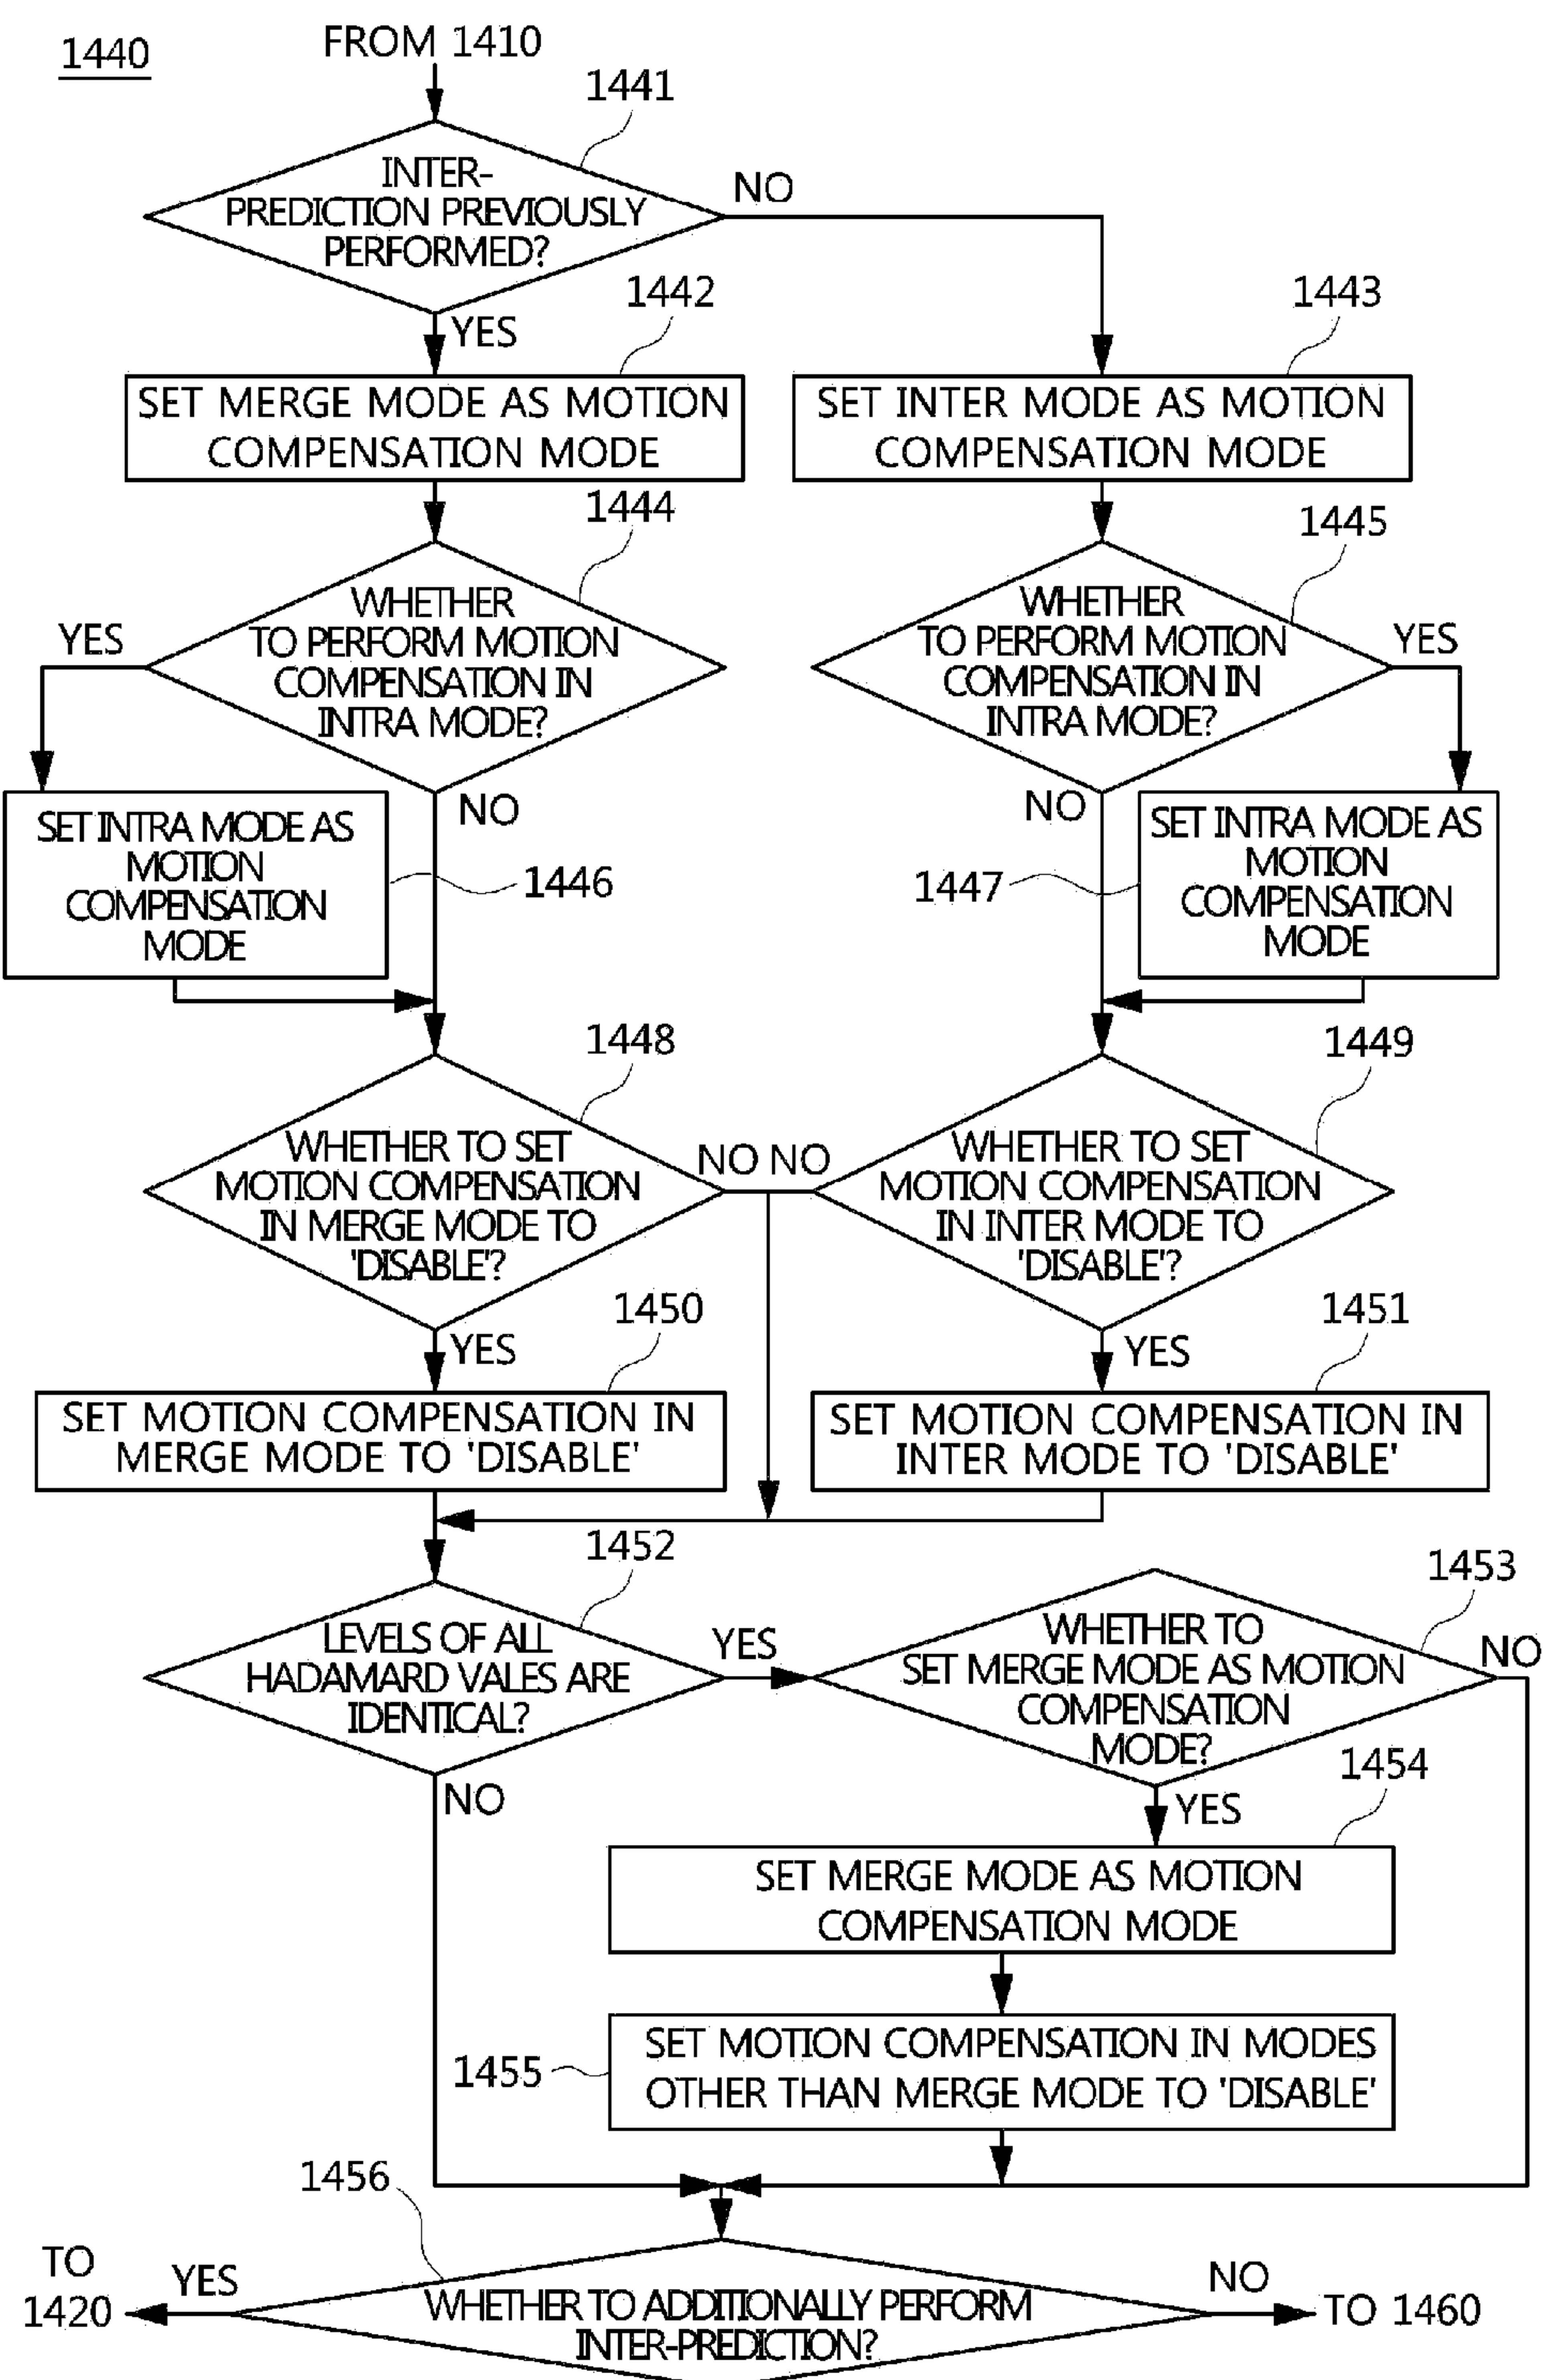 1440
FROM 1410
1441
INTER-
PREDICTION PREVIOUSLY
PERFORMED?
NO
YES
1442
1443
SET MERGE MODE AS MOTION
COMPENSATION MODE
SET INTER MODE AS MOTION
COMPENSATION MODE
1444
1445
WHETHER
TO PERFORM MOTION
COMPENSATION IN
INTRA MODE?
YES
NO
WHETHER
TO PERFORM MOTION
COMPENSATION IN
INTRA MODE?
YES
NO
SET INTRA MODE AS
MOTION
COMPENSATION
MODE
1446
1447
SET INTRA MODE AS
MOTION
COMPENSATION
MODE
1448
1449
WHETHER TO SET
MOTION COMPENSATION
IN MERGE MODE TO
'DISABLE'?
NO NO
WHETHER TO SET
MOTION COMPENSATION
IN INTER MODE TO
'DISABLE'?
YES
1450
YES
1451
SET MOTION COMPENSATION IN
MERGE MODE TO 'DISABLE'
SET MOTION COMPENSATION IN
INTER MODE TO 'DISABLE'
1452
1453
LEVELS OF ALL
HADAMARD VALES ARE
IDENTICAL?
YES
NO
WHETHER TO
SET MERGE MODE AS MOTION
COMPENSATION
MODE?
NO
YES
1454
SET MERGE MODE AS MOTION
COMPENSATION MODE
1455
SET MOTION COMPENSATION IN MODES
OTHER THAN MERGE MODE TO 'DISABLE'
1456
TO
1420
YES
WHETHER TO ADDITIONALLY PERFORM
INTER-PREDICTION?
NO
TO 1460